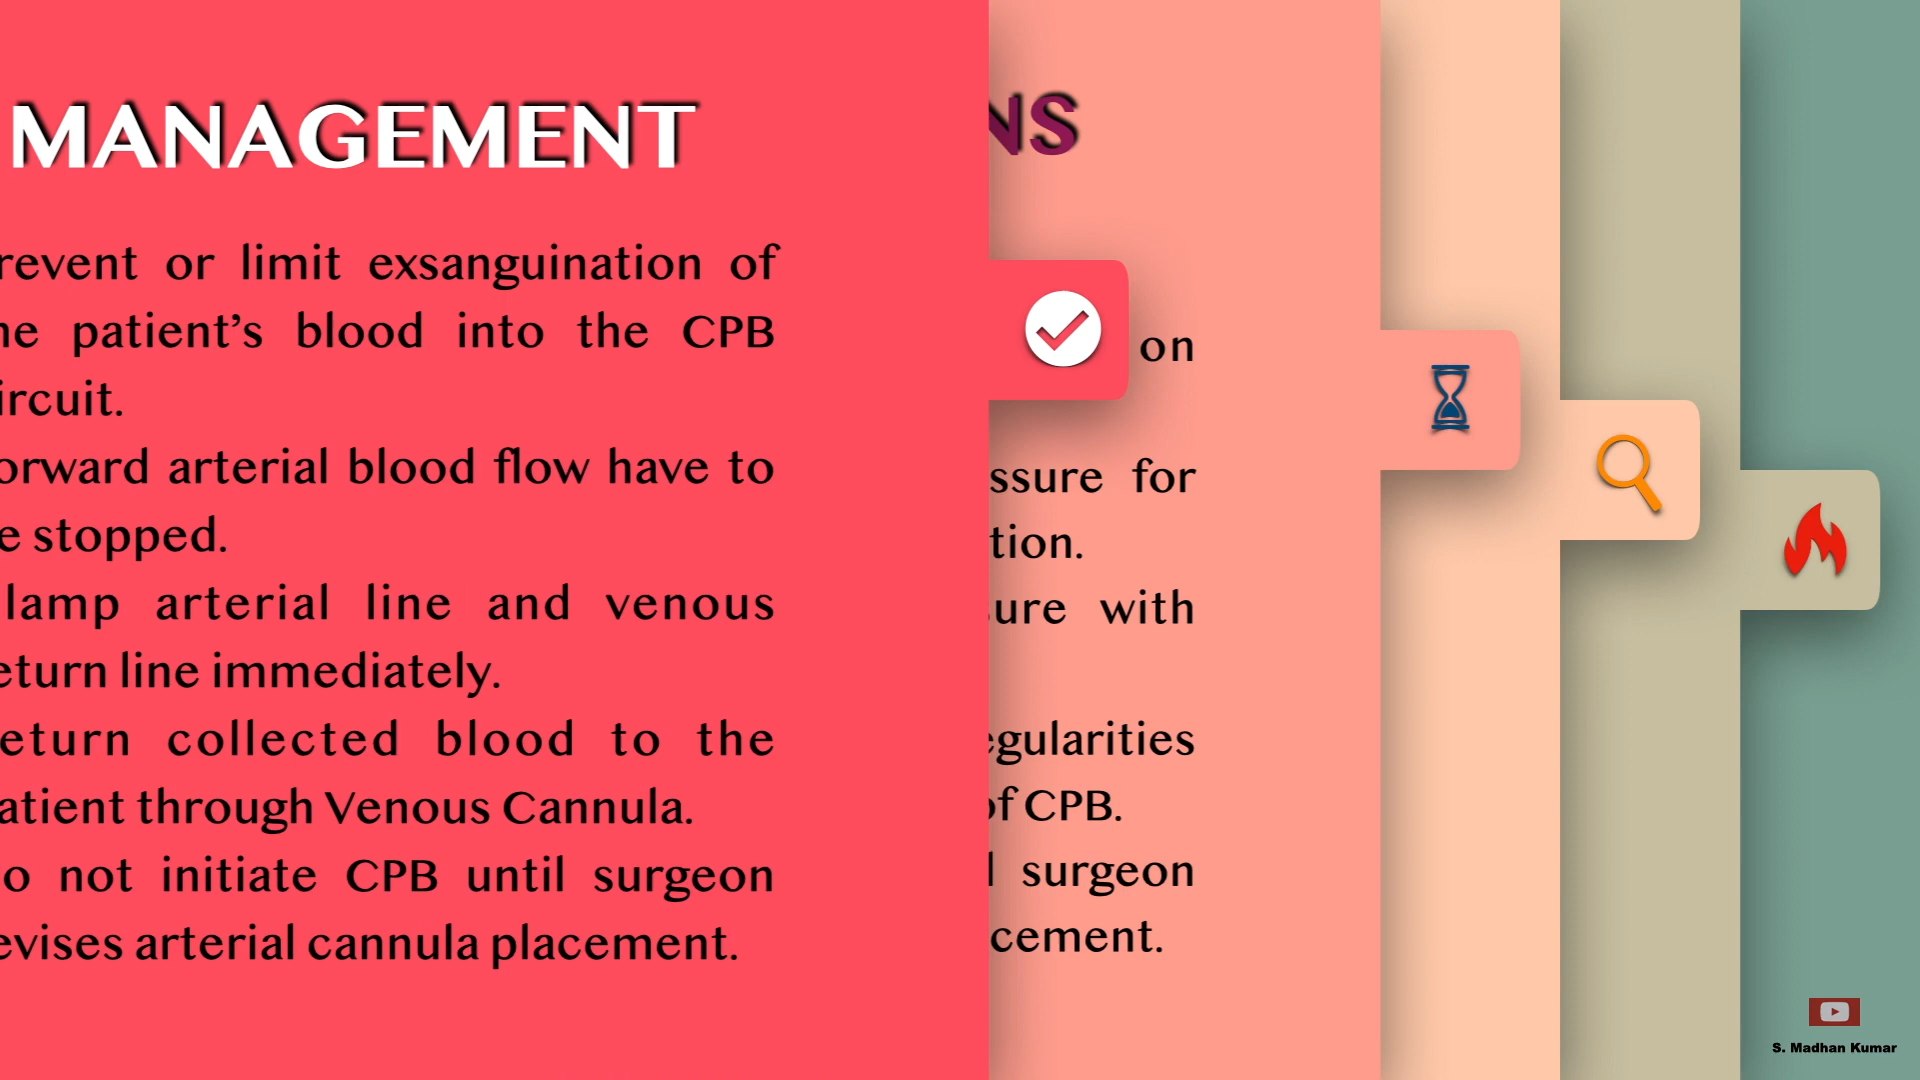 MANAGEMENT
revent or limit exsanguination of
he patient’s blood into the CPB
ircuit.
orward arterial blood flow have to
e stopped.
lamp arterial line and venous
eturn line immediately.
eturn collected blood to the
atient through Venous Cannula.
o not initiate CPB until surgeon
evises arterial cannula placement.
NS
on
ssure for
tion.
sure with
egularities
of CPB.
l surgeon
cement.
S. Madhan Kumar